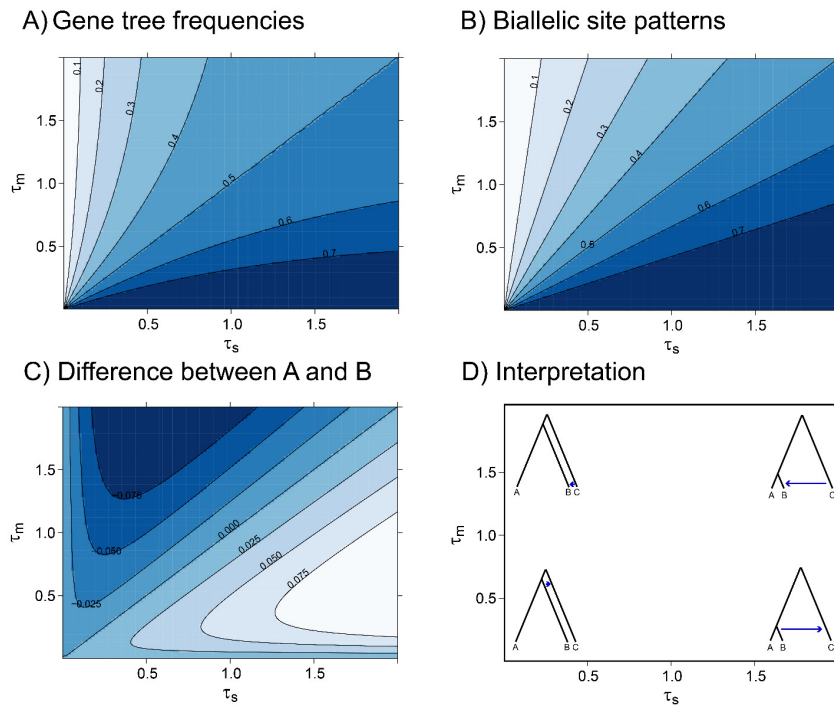 A) Gene tree frequencies
τm
1.5
1.0
0.5
0.1
0.2
0.3
0.4
0.5
0.6
0.7
0.5
1.0
1.5
τs
B) Biallelic site patterns
τm
1.5
1.0
0.5
0.1
0.2
0.3
0.4
0.5
0.6
0.7
0.5
1.0
1.5
τs
C) Difference between A and B
τm
1.5
1.0
0.5
−0.075
−0.050
−0.025
0.000
0.025
0.050
0.075
0.5
1.0
1.5
τs
D) Interpretation
τm
1.5
1.0
0.5
A B C
A B C
A B C
A B C
0.5
1.0
1.5
τs